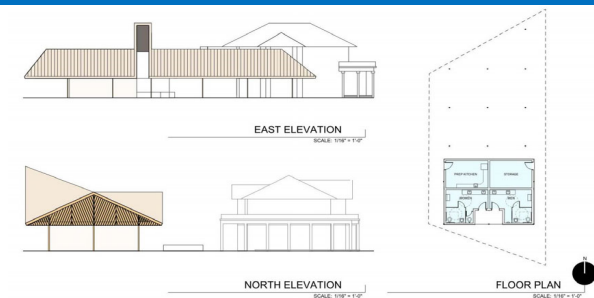 EAST ELEVATION
SCALE: 1/16" = 1'-0"
PREP KITCHEN
STORAGE
WOMEN
MEN
NORTH ELEVATION
SCALE: 1/16" = 1'-0"
N
FLOOR PLAN
SCALE: 1/16" = 1'-0"